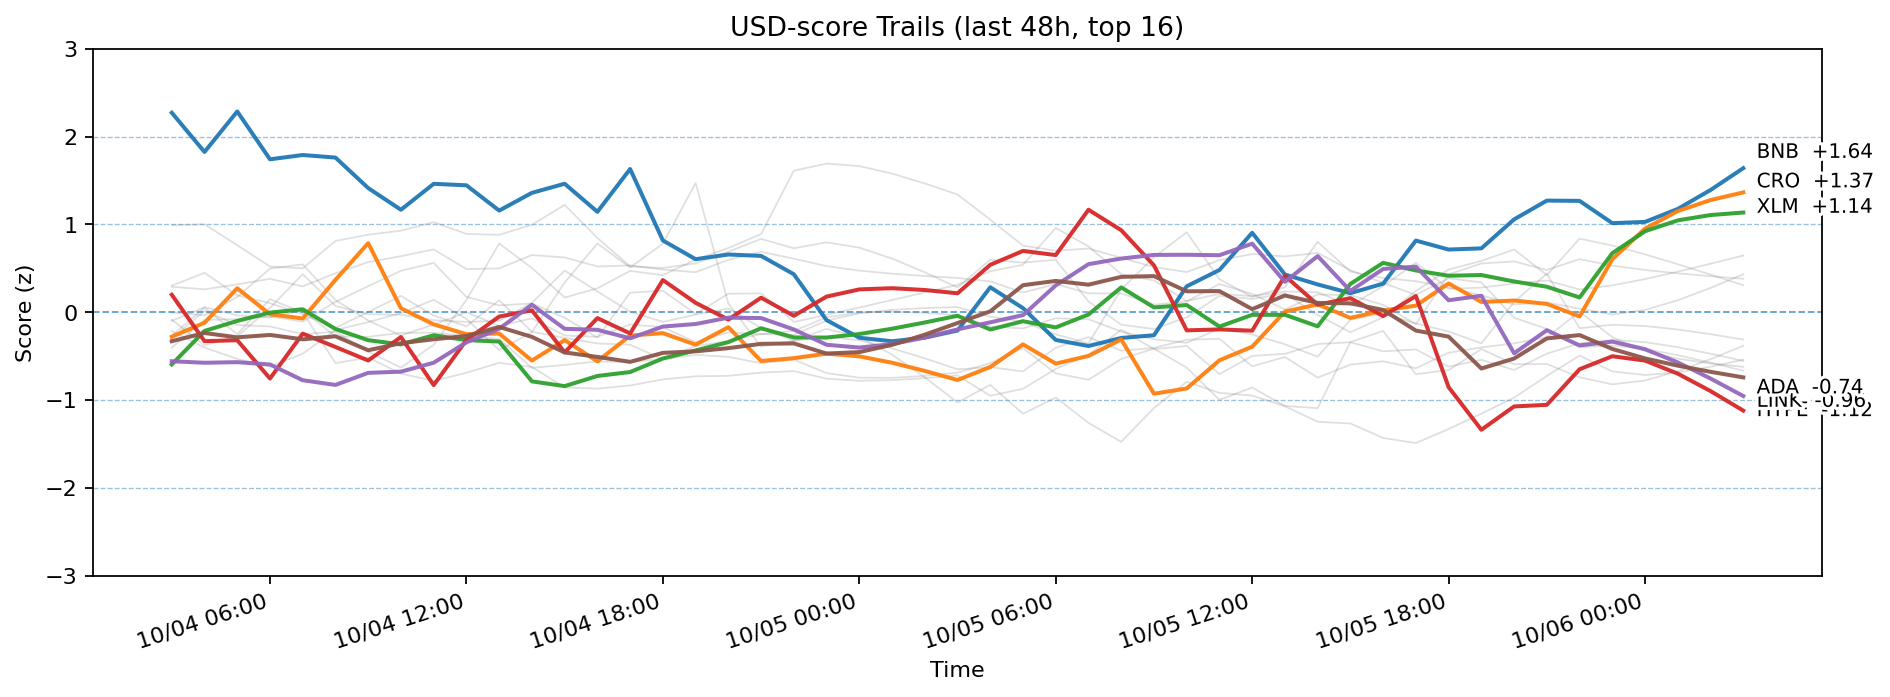 USD-score Trails (last 48h, top 16)
3
2
1
0
−1
−2
−3
Score (z)
BNB +1.64
CRO +1.37
XLM +1.14
ADA -0.74
LINK -0.96
HYPE -1.12
10/04 06:00
10/04 12:00
10/04 18:00
10/05 00:00
10/05 06:00
10/05 12:00
10/05 18:00
10/06 00:00
Time